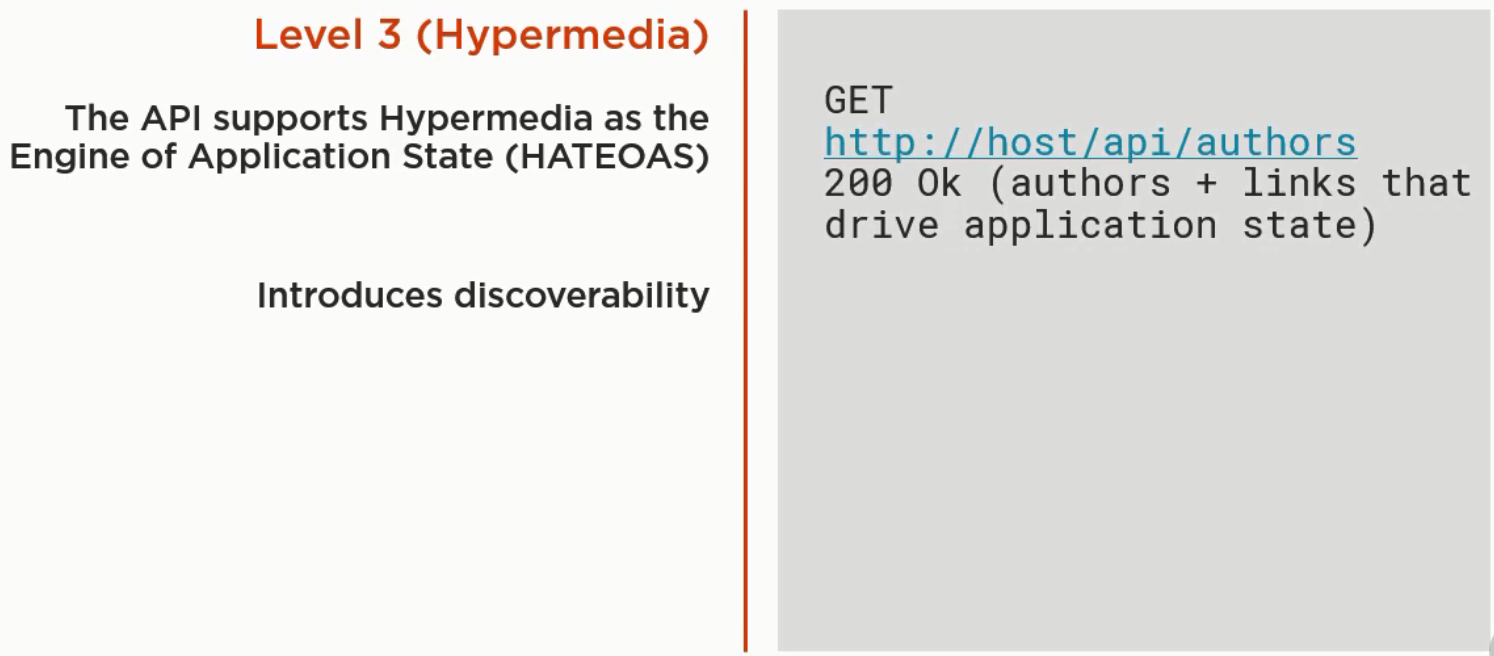 Level 3 (Hypermedia)
The API supports Hypermedia as the
Engine of Application State (HATEOAS)
Introduces discoverability
GET
http://host/api/authors
200 Ok (authors + links that
drive application state)